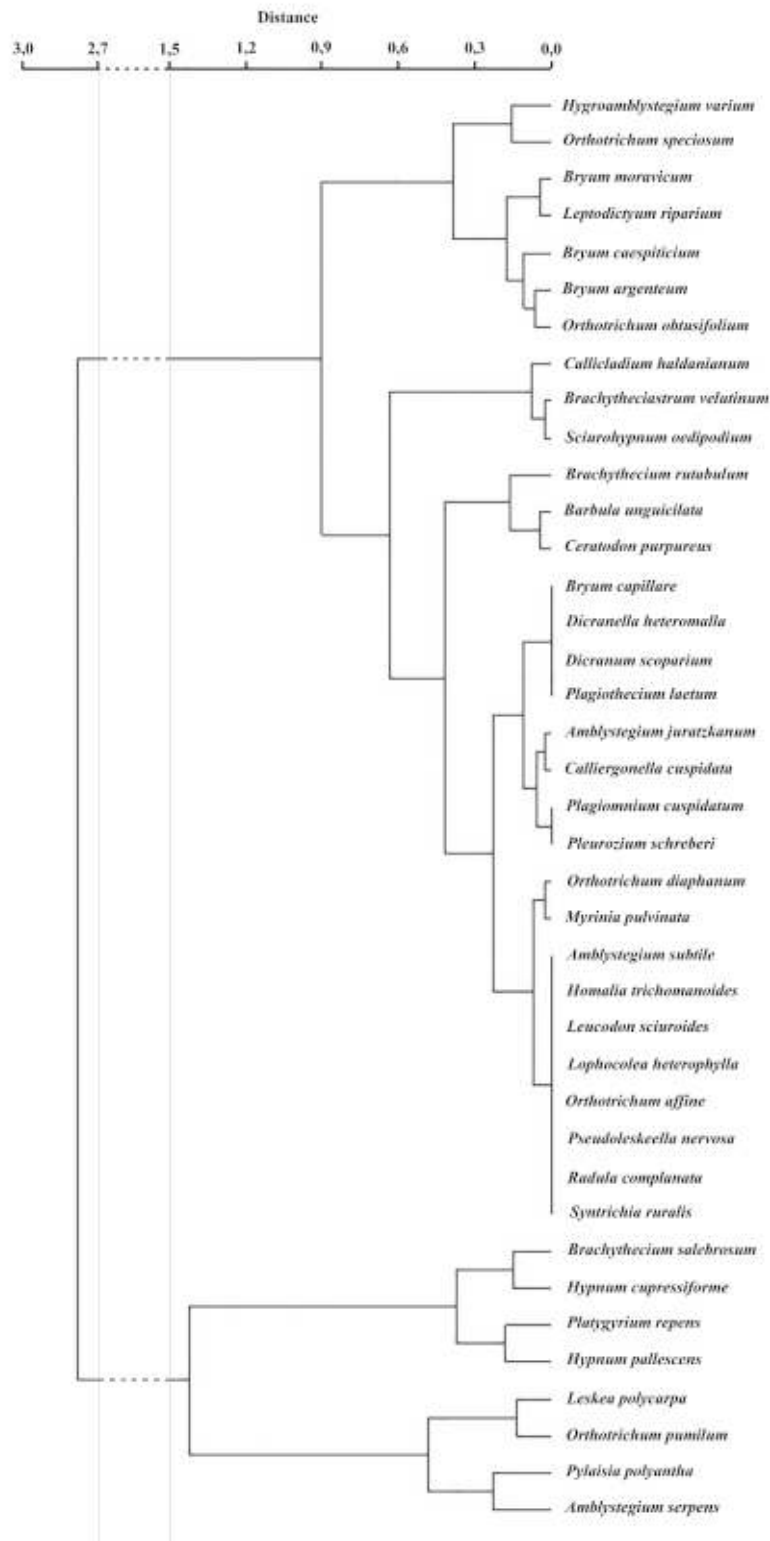 Distance
3,0 2,7 1,5 1,2 0,9 0,6 0,3 0,0
Hygroamblystegium varium
Orthotrichum speciosum
Bryum moravicum
Leptodictyum riparium
Bryum caespiticium
Bryum argenteum
Orthotrichum obtusifolium
Callicladium haldanianum
Brachytheciastrum velutinum
Sciurohypnum oedipodium
Brachythecium rutabulum
Barbula unguicilata
Ceratodon purpureus
Bryum capillare
Dicranella heteromalla
Dicranum scoparium
Plagiothecium laetum
Amblystegium juratzkanum
Calliergonella cuspidata
Plagiomnium cuspidatum
Pleurozium schreberi
Orthotrichum diaphanum
Myrinia pulvinata
Amblystegium subtile
Homalia trichomanoides
Leucodon sciuroides
Lophocolea heterophylla
Orthotrichum affine
Pseudoleskeella nervosa
Radula complanata
Syntrichia ruralis
Brachythecium salebrosum
Hypnum cupressiforme
Platygyrium repens
Hypnum pallescens
Leskea polycarpa
Orthotrichum pumilum
Pylaisia polyantha
Amblystegium serpens